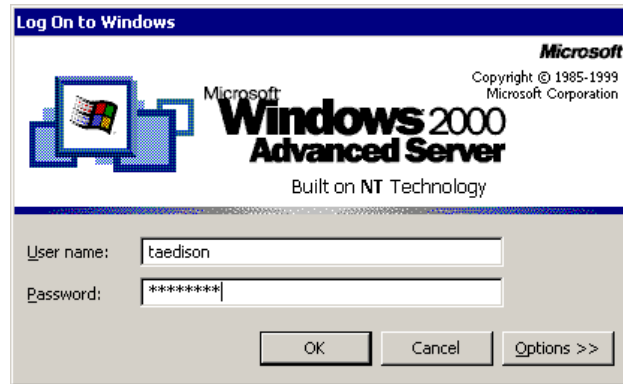 Log On to Windows
Microsoft
Copyright © 1985-1999
Microsoft Corporation
Microsoft
Windows 2000
Advanced Server
Built on NT Technology
User name: taedison
Password: ********
OK Cancel Options >>